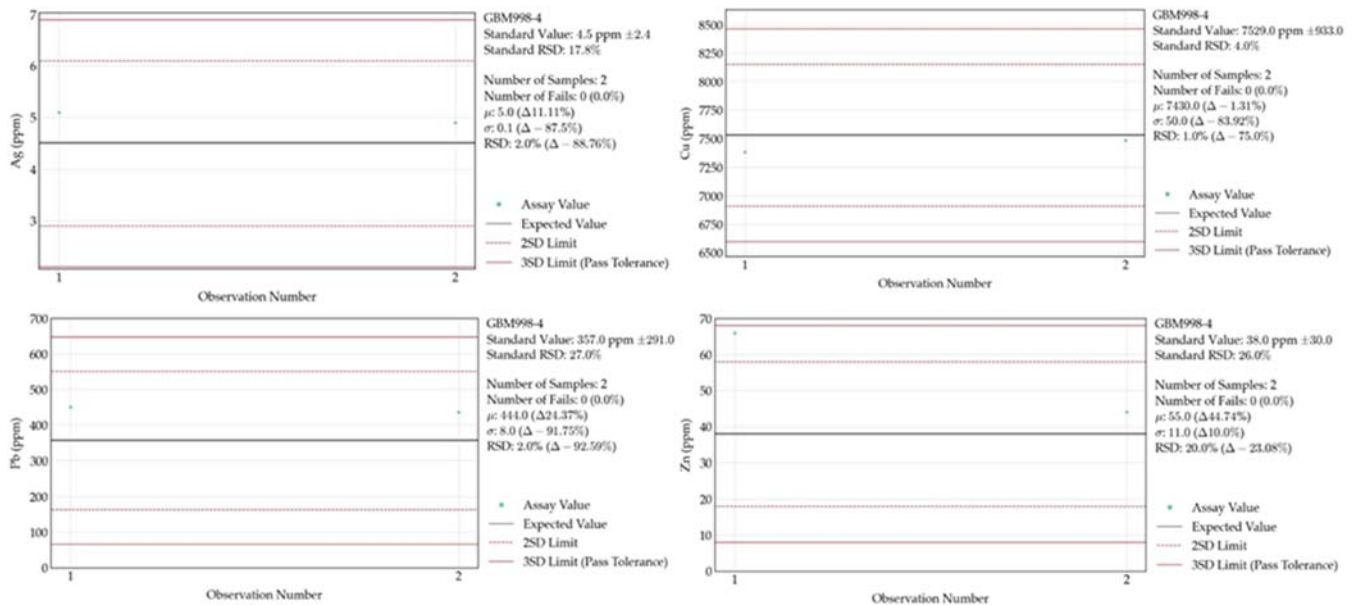 7
6
5
4
3
Ag (ppm)
1
2
Observation Number
GBM998-4
Standard Value: 4.5 ppm ±2.4
Standard RSD: 17.8%
Number of Samples: 2
Number of Fails: 0 (0.0%)
μ: 5.0 (Δ11.11%)
σ: 0.1 (Δ − 87.5%)
RSD: 2.0% (Δ − 88.76%)
Assay Value
Expected Value
2SD Limit
3SD Limit (Pass Tolerance)
8500
8250
8000
7750
7500
7250
7000
6750
6500
Cu (ppm)
1
2
Observation Number
GBM998-4
Standard Value: 7529.0 ppm ±933.0
Standard RSD: 4.0%
Number of Samples: 2
Number of Fails: 0 (0.0%)
μ: 7430.0 (Δ − 1.31%)
σ: 50.0 (Δ − 83.92%)
RSD: 1.0% (Δ − 75.0%)
Assay Value
Expected Value
2SD Limit
3SD Limit (Pass Tolerance)
700
600
500
400
300
200
100
0
Pb (ppm)
1
2
Observation Number
GBM998-4
Standard Value: 357.0 ppm ±291.0
Standard RSD: 27.0%
Number of Samples: 2
Number of Fails: 0 (0.0%)
μ: 444.0 (Δ24.37%)
σ: 8.0 (Δ − 91.75%)
RSD: 2.0% (Δ − 92.59%)
Assay Value
Expected Value
2SD Limit
3SD Limit (Pass Tolerance)
70
60
50
40
30
20
10
0
Zn (ppm)
1
2
Observation Number
GBM998-4
Standard Value: 38.0 ppm ±30.0
Standard RSD: 26.0%
Number of Samples: 2
Number of Fails: 0 (0.0%)
μ: 55.0 (Δ44.74%)
σ: 11.0 (Δ10.0%)
RSD: 20.0% (Δ − 23.08%)
Assay Value
Expected Value
2SD Limit
3SD Limit (Pass Tolerance)